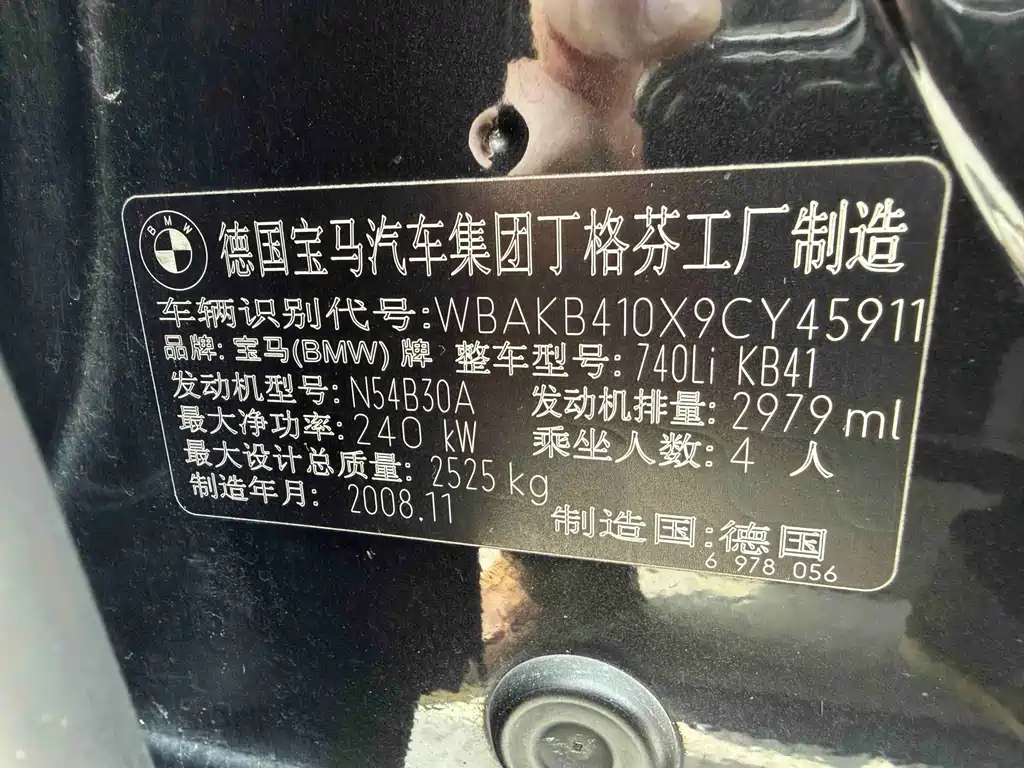 BMW
德国宝马汽车集团丁格芬工厂制造
车辆识别代号:WBAKB410X9CY45911
品牌:宝马(BMW)牌 整车型号:740Li KB41
发动机型号:N54B30A 发动机排量:2979ml
最大净功率:240 kW 乘坐人数:4 人
最大设计总质量:2525kg
制造年月:2008.11 制造国:德国
6 978 056